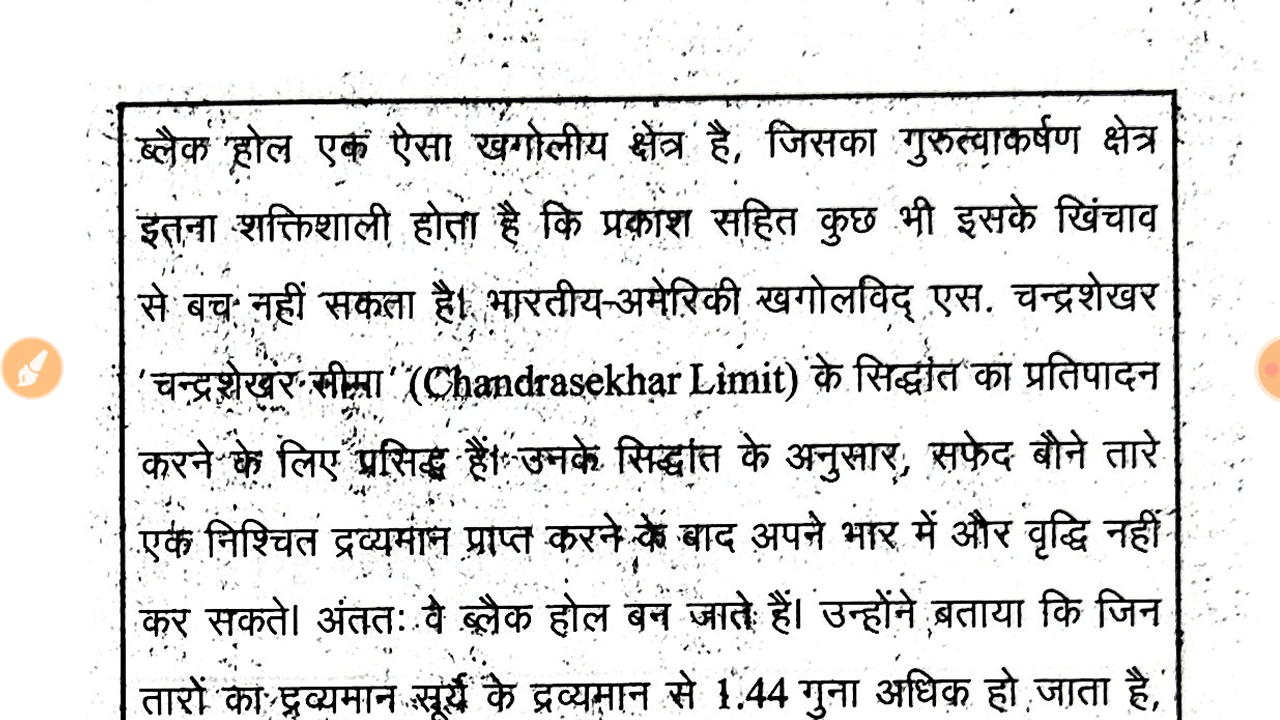 ब्लैक होल एक ऐसा खगोलीय क्षेत्र है, जिसका गुरुत्वाकर्षण क्षेत्र
इतना शक्तिशाली होता है कि प्रकाश सहित कुछ भी इसके खिंचाव
से बच नहीं सकता है। भारतीय-अमेरिकी खगोलविद् एस. चन्द्रशेखर
'चन्द्रशेखर सीमा' (Chandrasekhar Limit) के सिद्धांत का प्रतिपादन
करने के लिए प्रसिद्ध हैं। उनके सिद्धांत के अनुसार, सफेद बौने तारे
एक निश्चित द्रव्यमान प्राप्त करने के बाद अपने भार में और वृद्धि नहीं
कर सकते। अंततः वे ब्लैक होल बन जाते हैं। उन्होंने बताया कि जिन
तारों का द्रव्यमान सूर्य के द्रव्यमान से 1.44 गुना अधिक हो जाता है,